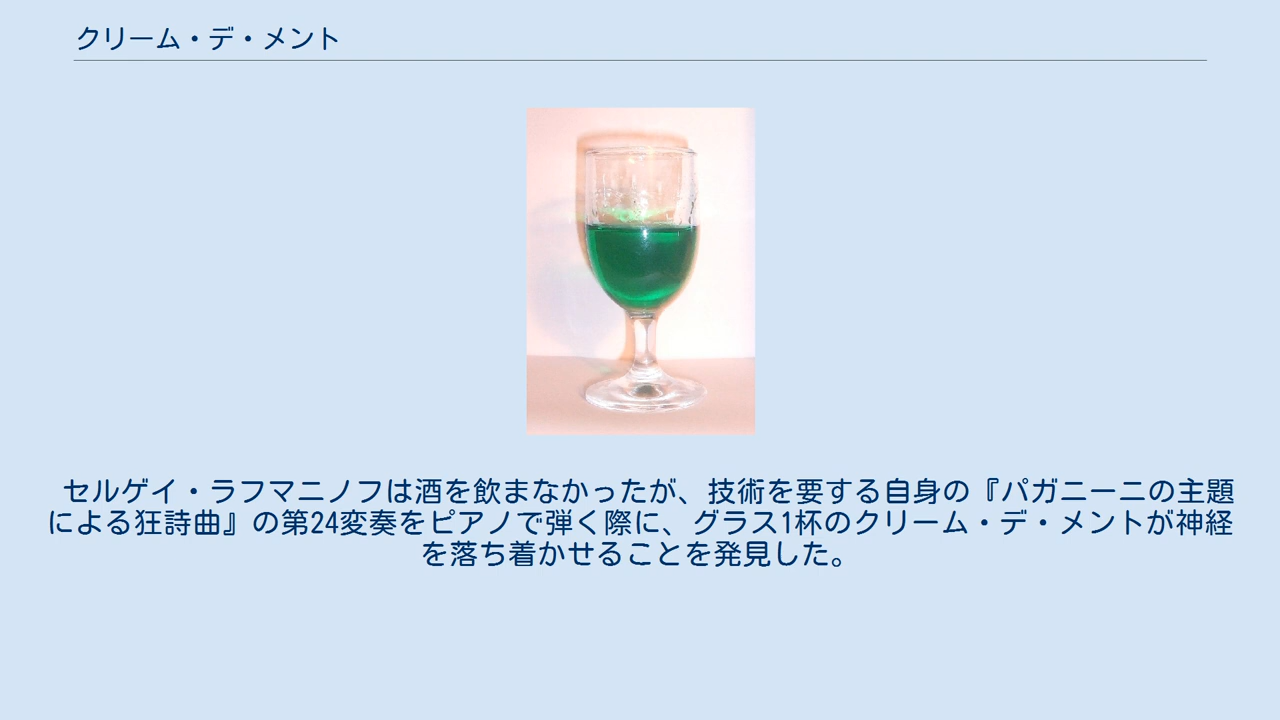 クリーム・デ・メント
セルゲイ・ラフマニノフは酒を飲まなかったが、技術を要する自身の『パガニーニの主題
による狂詩曲』の第24変奏をピアノで弾く際に、グラス1杯のクリーム・デ・メントが神経
を落ち着かせることを発見した。